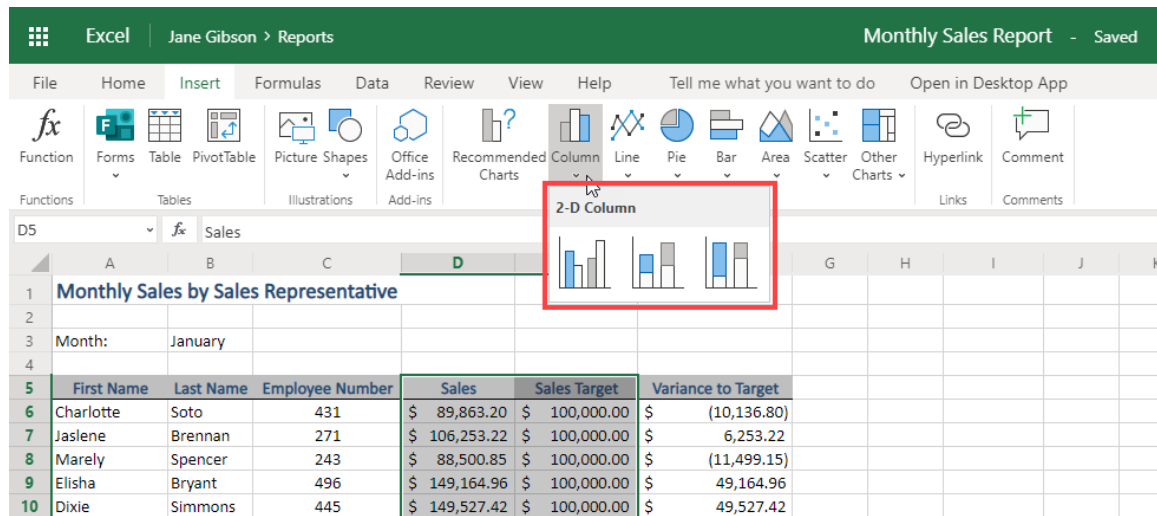 Excel Jane Gibson > Reports Monthly Sales Report - Saved
File Home Insert Formulas Data Review View Help Tell me what you want to do Open in Desktop App
fx F ?
Function Forms Table PivotTable Picture Shapes Office Recommended Column Line Pie Bar Area Scatter Other Hyperlink Comment
Add-ins Charts Charts
Functions Tables Illustrations Add-ins Links Comments
2-D Column
D5 fx Sales
A B C D G H I J
1 Monthly Sales by Sales Representative
2
3 Month: January
4
5 First Name Last Name Employee Number Sales Sales Target Variance to Target
6 Charlotte Soto 431 $ 89,863.20 $ 100,000.00 $ (10,136.80)
7 Jaslene Brennan 271 $ 106,253.22 $ 100,000.00 $ 6,253.22
8 Marely Spencer 243 $ 88,500.85 $ 100,000.00 $ (11,499.15)
9 Elisha Bryant 496 $ 149,164.96 $ 100,000.00 $ 49,164.96
10 Dixie Simmons 445 $ 149,527.42 $ 100,000.00 $ 49,527.42